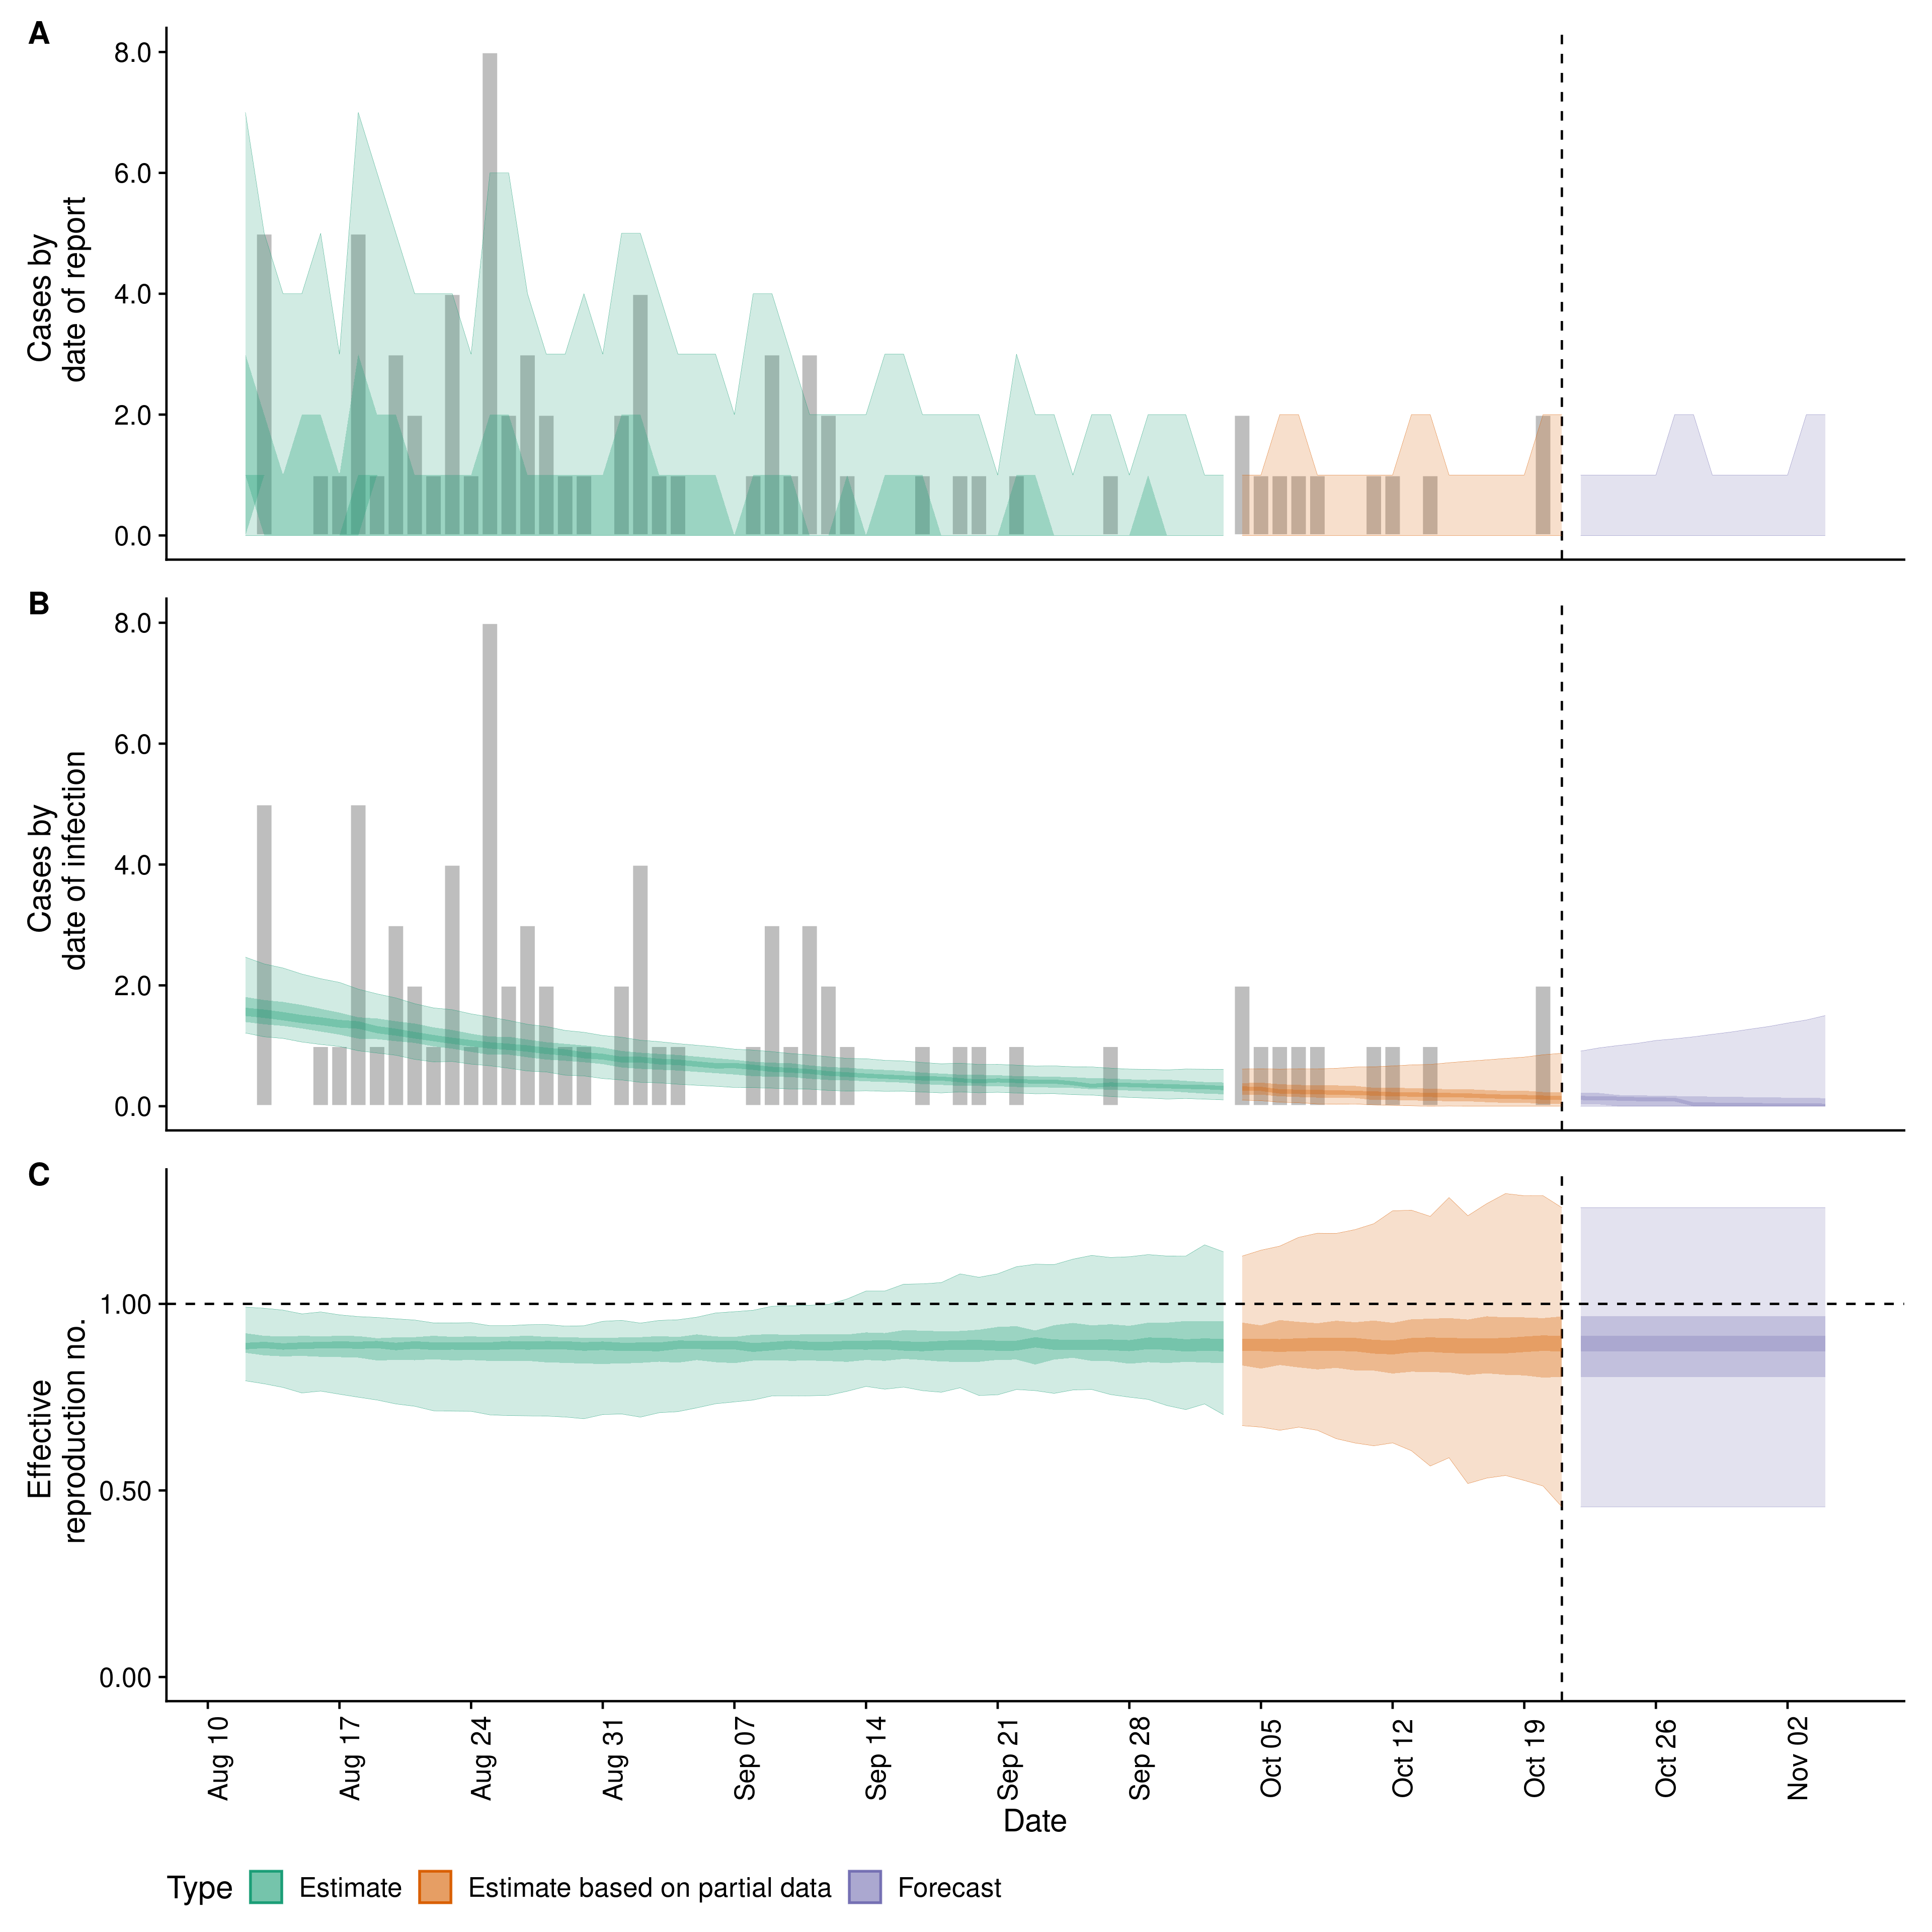 A
Cases by
date of report
8.0
6.0
4.0
2.0
0.0
B
Cases by
date of infection
8.0
6.0
4.0
2.0
0.0
C
Effective
reproduction no.
1.00
0.50
0.00
Aug 10
Aug 17
Aug 24
Aug 31
Sep 07
Sep 14
Sep 21
Sep 28
Oct 05
Oct 12
Oct 19
Oct 26
Nov 02
Date
Type Estimate Estimate based on partial data Forecast